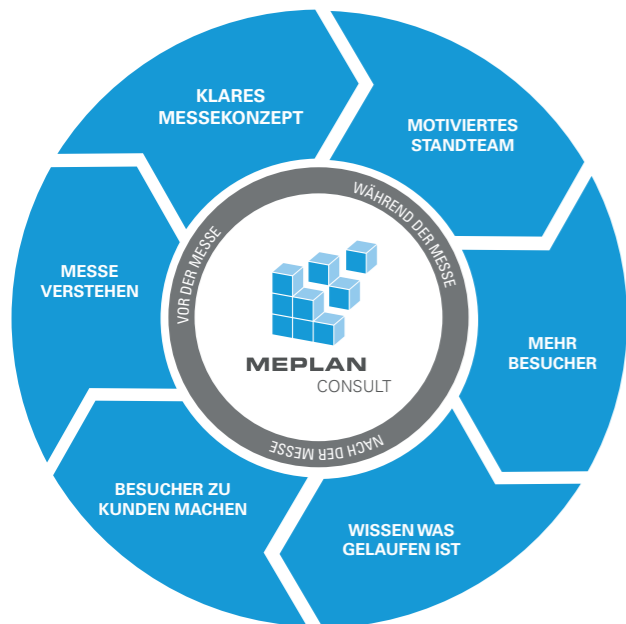 KLARES
MESSEKONZEPT
MOTIVIERTES
STANDTEAM
MEHR
BESUCHER
WISSEN WAS
GELAUFEN IST
BESUCHER ZU
KUNDEN MACHEN
MESSE
VERSTEHEN
VOR DER MESSE
WÄHREND DER MESSE
NACH DER MESSE
MEPLAN
CONSULT